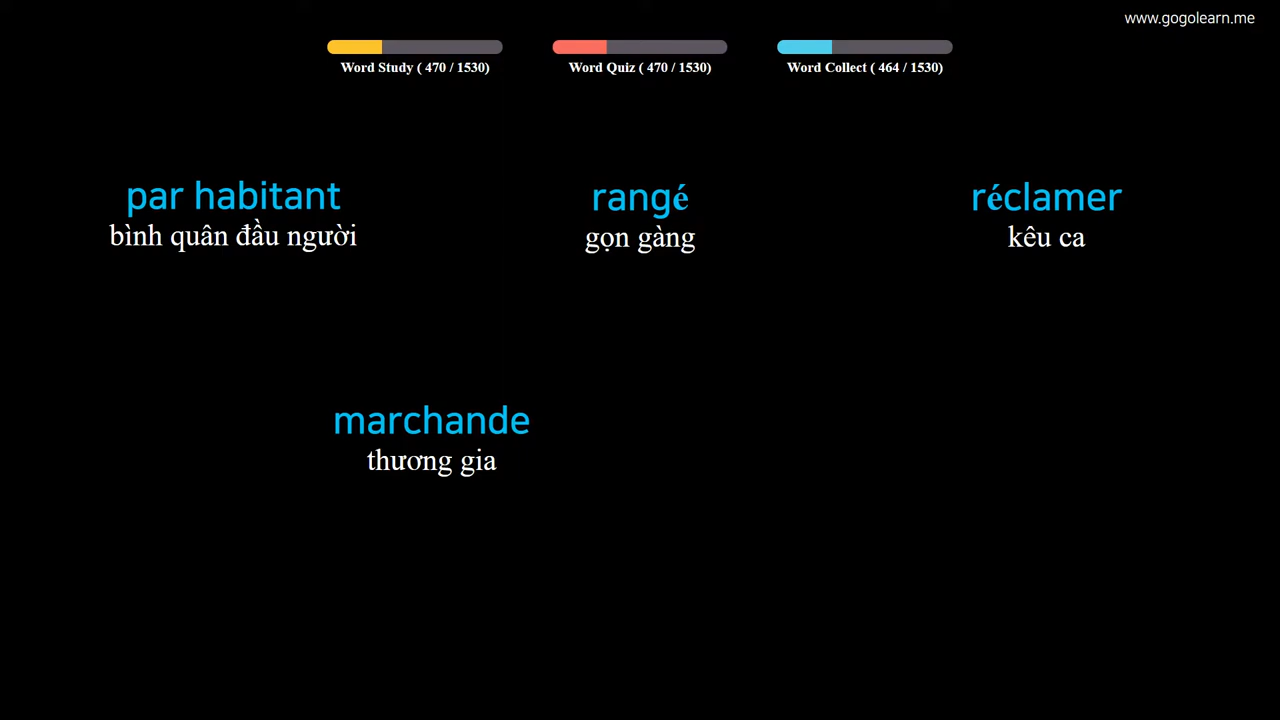 www.gogolearn.me
Word Study ( 470 / 1530)
Word Quiz ( 470 / 1530)
Word Collect ( 464 / 1530)
par habitant
bình quân đầu người
rangé
gọn gàng
réclamer
kêu ca
marchande
thương gia